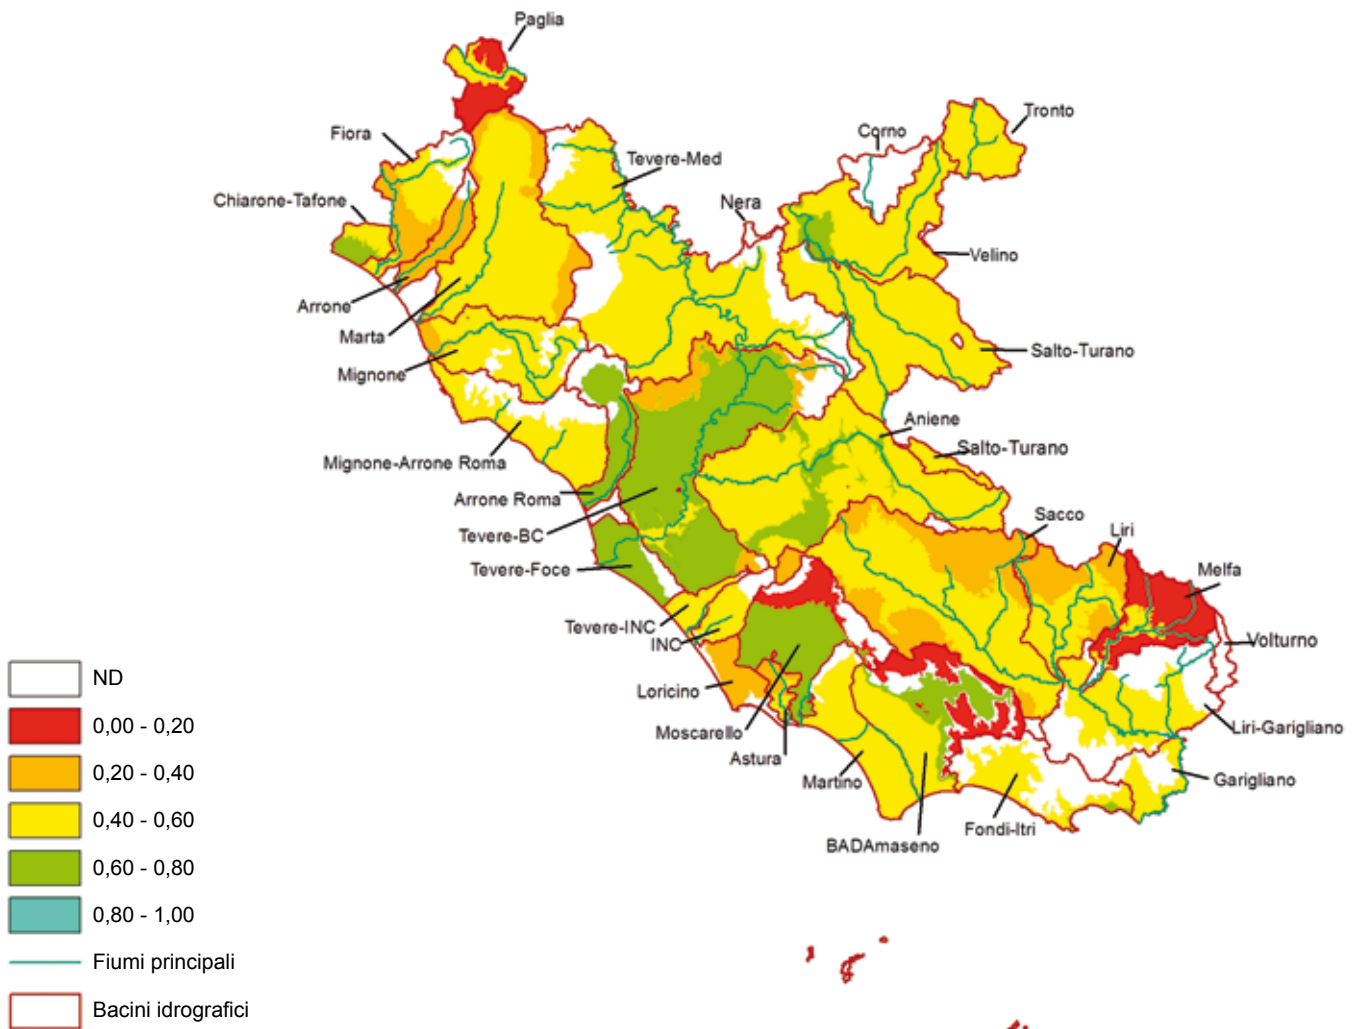 Paglia
Tronto
Fiora
Corno
Tevere-Med
Chiarone-Tafone
Nera
Velino
Arrone
Marta
Salto-Turano
Mignone
Aniene
Salto-Turano
Mignone-Arrone Roma
Arrone Roma
Sacco
Liri
Tevere-BC
Tevere-Foce
Melfa
Tevere-INC
Volturno
INC
Loricino
Moscarello
Liri-Garigliano
Astura
Martino
Garigliano
Fondi-Itri
BADAmaseno
ND
0,00 - 0,20
0,20 - 0,40
0,40 - 0,60
0,60 - 0,80
0,80 - 1,00
Fiumi principali
Bacini idrografici